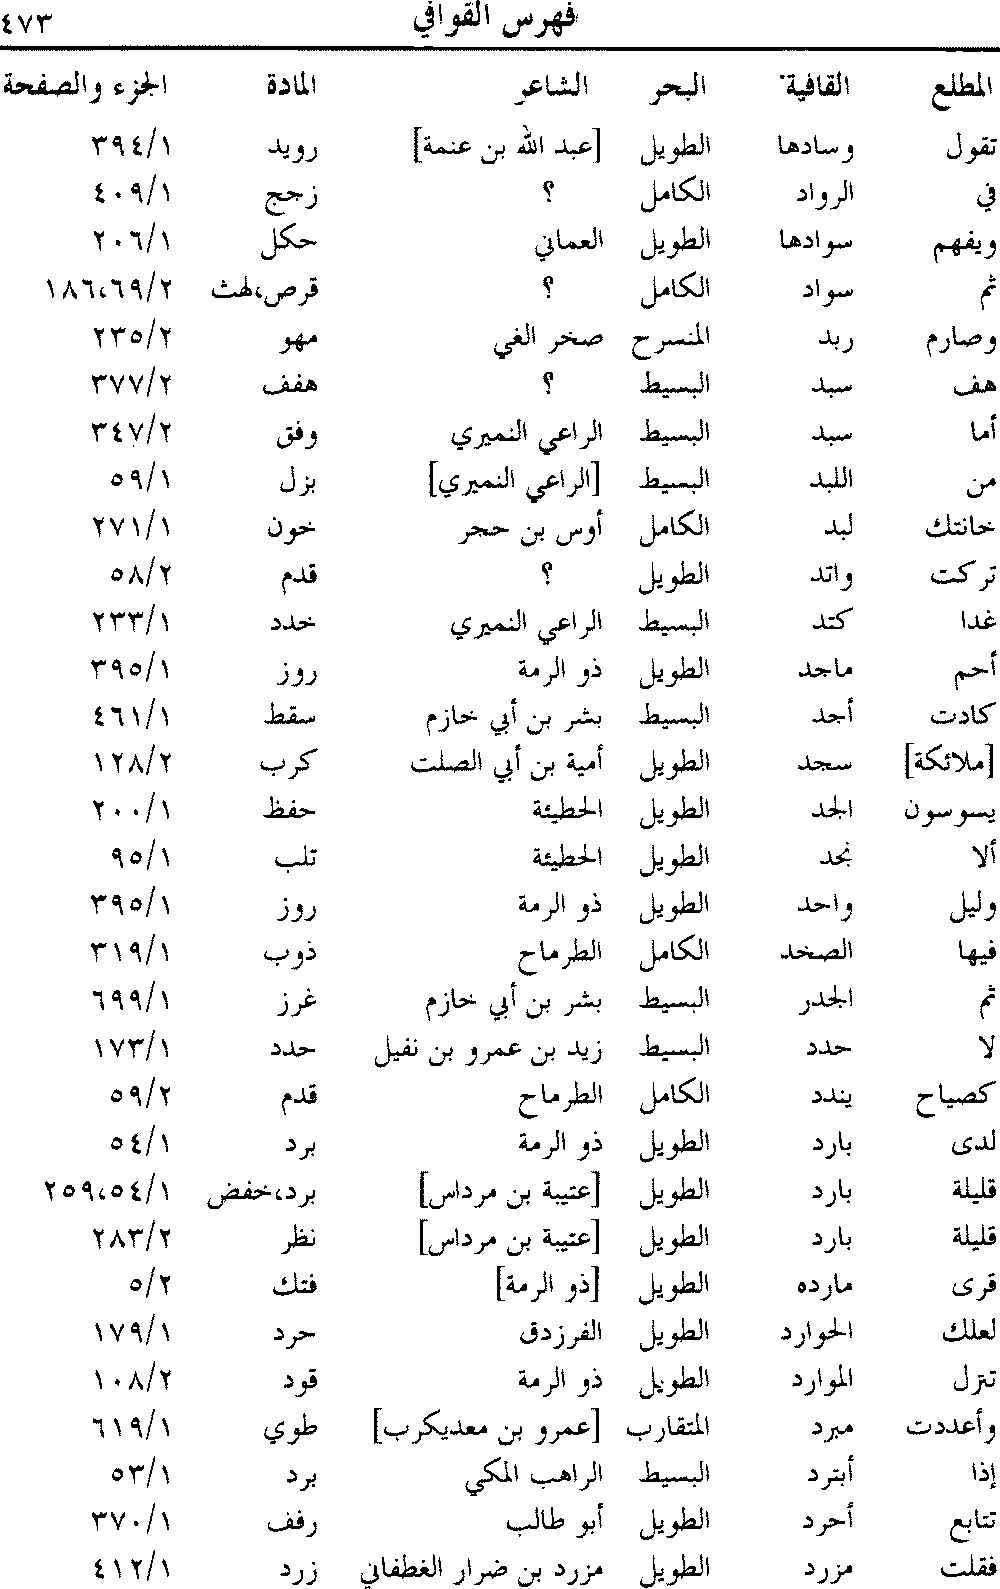 فهرس القوافي ٤٧٣
المطلع القافية البحر الشاعر المادة الجزء والصفحة
تقول وسادها الطويل [عبد الله بن عنمة] رويد ٣٩٤/١
في الرواد الكامل ؟ زجج ٤٠٩/١
ويفهم سوادها الطويل العماني حكل ٢٠٦/١
ثم سواد الكامل ؟ قرص،لهث ١٨٦،٦٩/٢
وصارم ربد المنسرح صخر الغي مهو ٢٣٥/٢
هف سبد البسيط ؟ هفف ٣٧٧/٢
أما سبد البسيط الراعي النميري وفق ٣٤٧/٢
من اللبد البسيط [الراعي النميري] بزل ٥٩/١
خانتك لبد الكامل أوس بن حجر خون ٢٧١/١
تركت واتد الطويل ؟ قدم ٥٨/٢
غدا كتد البسيط الراعي النميري خدد ٢٣٣/١
أحم ماجد الطويل ذو الرمة روز ٣٩٥/١
كادت أجد البسيط بشر بن أبي خازم سقط ٤٦١/١
[ملائكة] سجد الطويل أمية بن أبي الصلت كرب ١٢٨/٢
يسوسون الجد الطويل الحطيئة حفظ ٢٠٠/١
ألا نجد الطويل الحطيئة تلب ٩٥/١
وليل واحد الطويل ذو الرمة روز ٣٩٥/١
فيها الصخد الكامل الطرماح ذوب ٣١٩/١
ثم الجدر البسيط بشر بن أبي خازم غرز ٦٩٩/١
لا حدد البسيط زيد بن عمرو بن نفيل حدد ١٧٣/١
كصياح يندد الكامل الطرماح قدم ٥٩/٢
لدى بارد الطويل ذو الرمة برد ٥٤/١
قليلة بارد الطويل [عتيبة بن مرداس] برد،خفض ٢٥٩،٥٤/١
قليلة بارد الطويل [عتيبة بن مرداس] نظر ٢٨٣/٢
قرى مارده الطويل [ذو الرمة] فتك ٥/٢
لعلك الحوارد الطويل الفرزدق حرد ١٧٩/١
تنزل الموارد الطويل ذو الرمة قود ١٠٨/٢
وأعددت مبرد المتقارب [عمرو بن معديكرب] طوي ٦١٩/١
إذا أبترد البسيط الراهب المكي برد ٥٣/١
تتابع أحرد الطويل أبو طالب رفف ٣٧٠/١
فقلت مزرد الطويل مزرد بن ضرار الغطفاني زرد ٤١٢/١